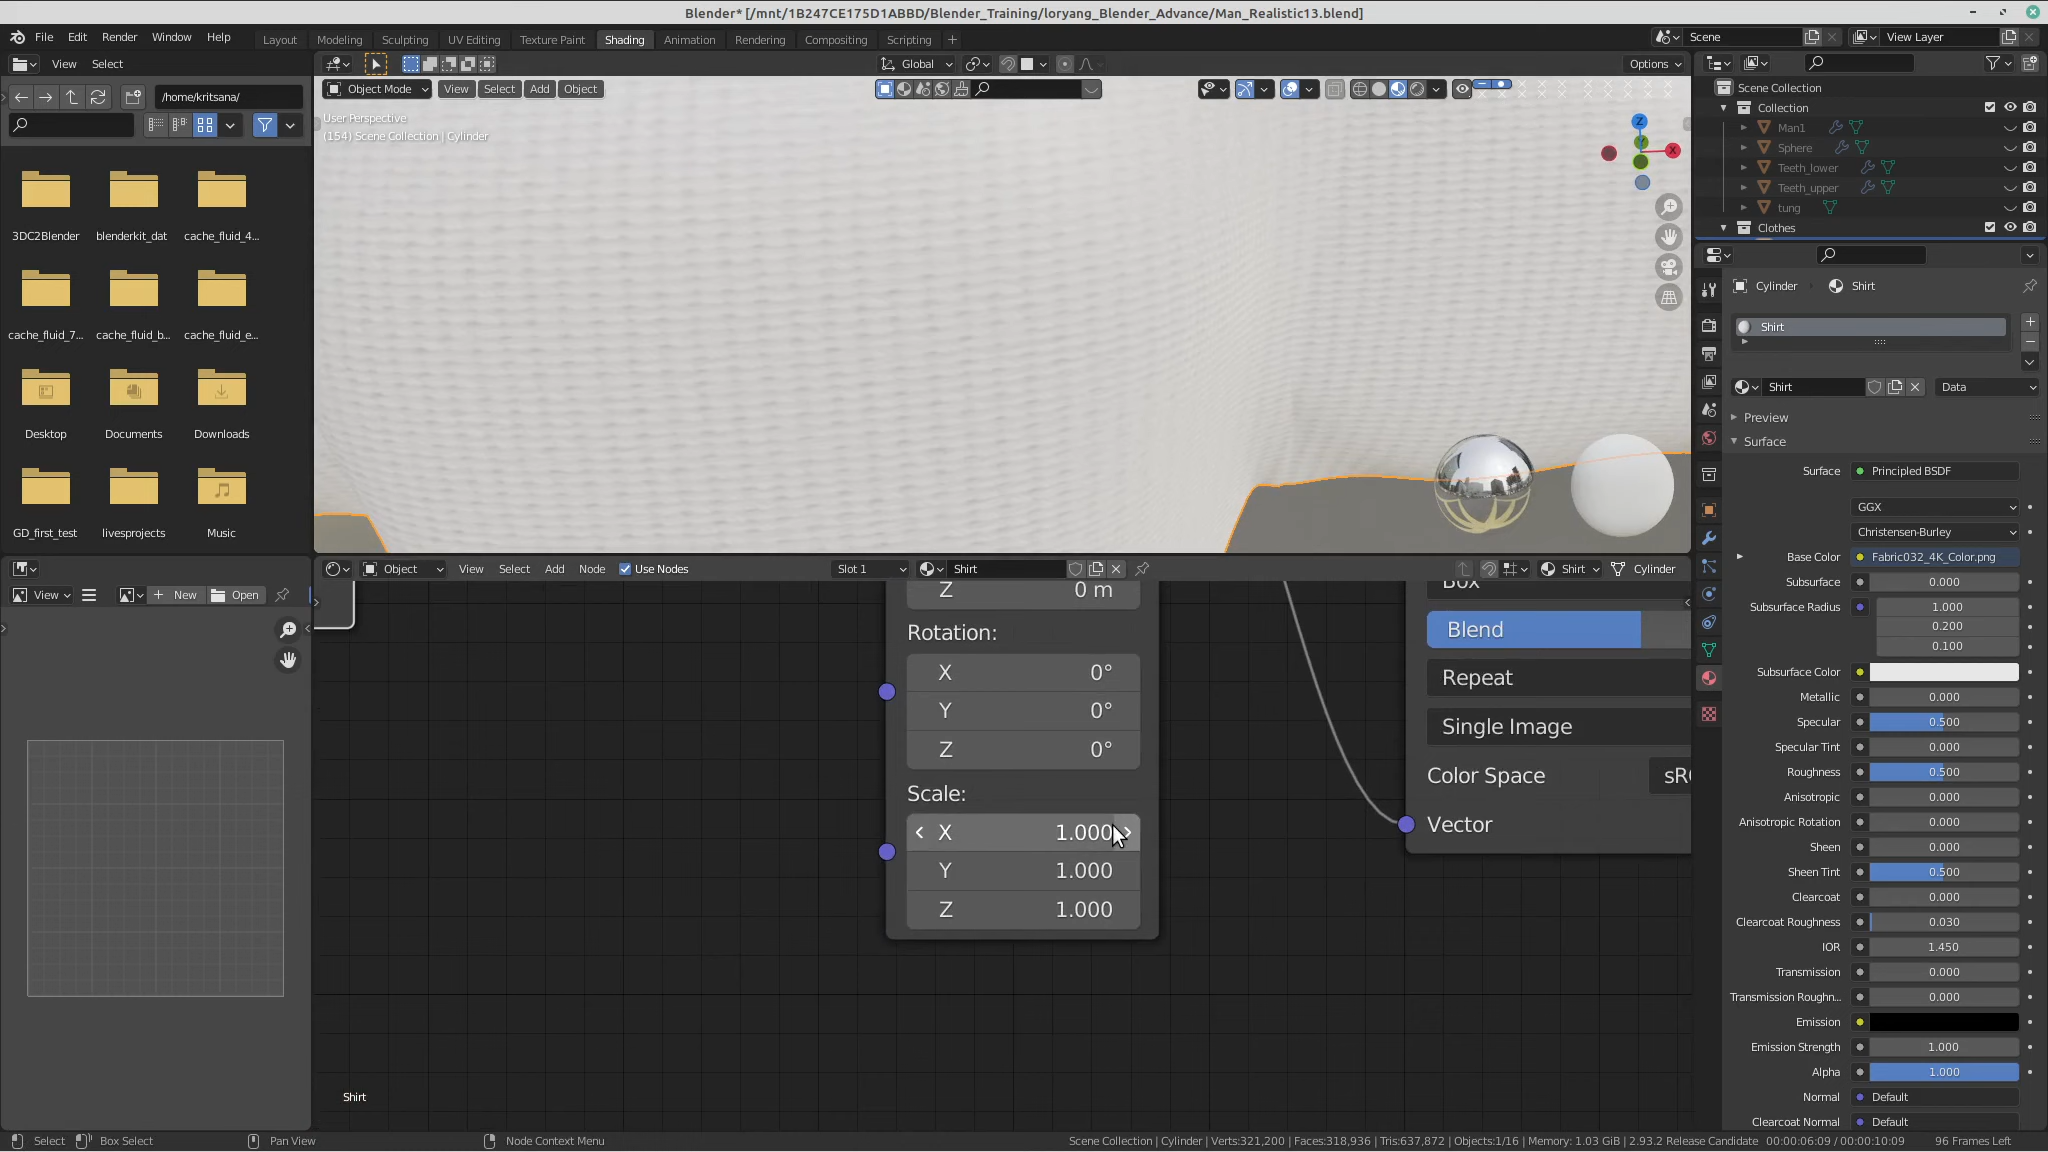 Blender* [/mnt/1B247CE175D1ABBD/Blender_Training/loryang_Blender_Advance/Man_Realistic13.blend]
File Edit Render Window Help
Layout Modeling Sculpting UV Editing Texture Paint Shading Animation Rendering Compositing Scripting +
Scene View Layer
View Select
Global
Options
/home/kritsana/
Object Mode View Select Add Object
User Perspective
(154) Scene Collection | Cylinder
Z
X
3DC2Blender blenderkit_dat cache_fluid_4...
cache_fluid_7... cache_fluid_b... cache_fluid_e...
Desktop Documents Downloads
GD_first_test livesprojects Music
Scene Collection
Collection
Man1
Sphere
Teeth_lower
Teeth_upper
tung
Clothes
Cylinder Shirt
Shirt
Shirt Data
Preview
Surface
Surface Principled BSDF
GGX
Christensen-Burley
Base Color Fabric032_4K_Color.png
Subsurface 0.000
Subsurface Radius 1.000
0.200
0.100
Subsurface Color
Metallic 0.000
Specular 0.500
Specular Tint 0.000
Roughness 0.500
Anisotropic 0.000
Anisotropic Rotation 0.000
Sheen 0.000
Sheen Tint 0.500
Clearcoat 0.000
Clearcoat Roughness 0.030
IOR 1.450
Transmission 0.000
Transmission Roughn... 0.000
Emission
Emission Strength 1.000
Alpha 1.000
Normal Default
Clearcoat Normal Default
View New Open
Object View Select Add Node Use Nodes Slot 1 Shirt Shirt Cylinder
Z 0 m
Rotation:
X 0°
Y 0°
Z 0°
Scale:
X 1.000
Y 1.000
Z 1.000
Box
Blend
Repeat
Single Image
Color Space
Vector
Shirt
Select Box Select Pan View Node Context Menu
Scene Collection | Cylinder | Verts:321,200 | Faces:318,936 | Tris:637,872 | Objects:1/16 | Memory: 1.03 GiB | 2.93.2 Release Candidate 00:00:06:09 / 00:00:10:09 96 Frames Left